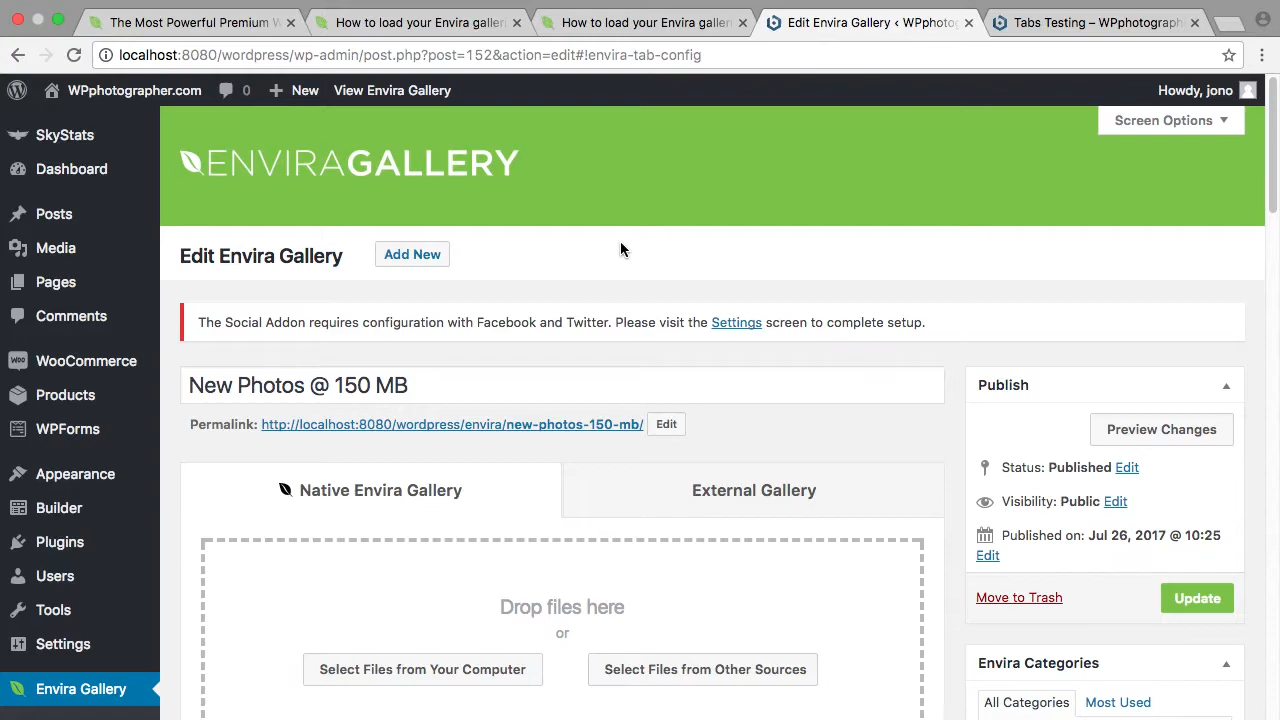 The Most Powerful Premium W
How to load your Envira galler
How to load your Envira galler
Edit Envira Gallery ‹ WPphotog
Tabs Testing – WPphotograph
localhost:8080/wordpress/wp-admin/post.php?post=152&action=edit#!envira-tab-config
WPphotographer.com
0
New
View Envira Gallery
Howdy, jono
Screen Options
SkyStats
Dashboard
Posts
Media
Pages
Comments
WOO WooCommerce
Products
WPForms
Appearance
Builder
Plugins
Users
Tools
Settings
Envira Gallery
ENVIRAGALLERY
Edit Envira Gallery
Add New
The Social Addon requires configuration with Facebook and Twitter. Please visit the Settings screen to complete setup.
New Photos @ 150 MB
Permalink: http://localhost:8080/wordpress/envira/new-photos-150-mb/ Edit
Native Envira Gallery
External Gallery
Drop files here
or
Select Files from Your Computer
Select Files from Other Sources
Publish
Preview Changes
Status: Published Edit
Visibility: Public Edit
Published on: Jul 26, 2017 @ 10:25
Edit
Move to Trash
Update
Envira Categories
All Categories
Most Used